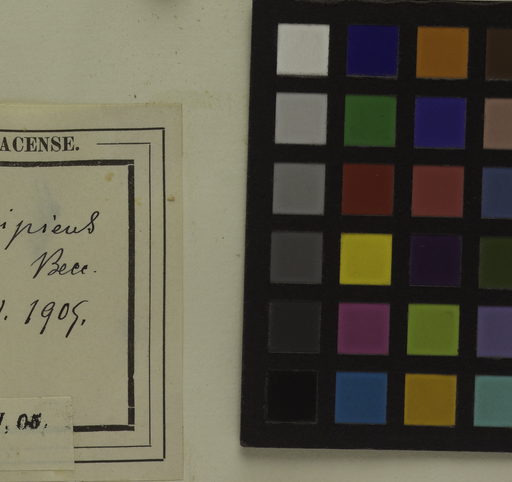 ACENSE.
ipiens
Becc.
. 1905.
, 05.